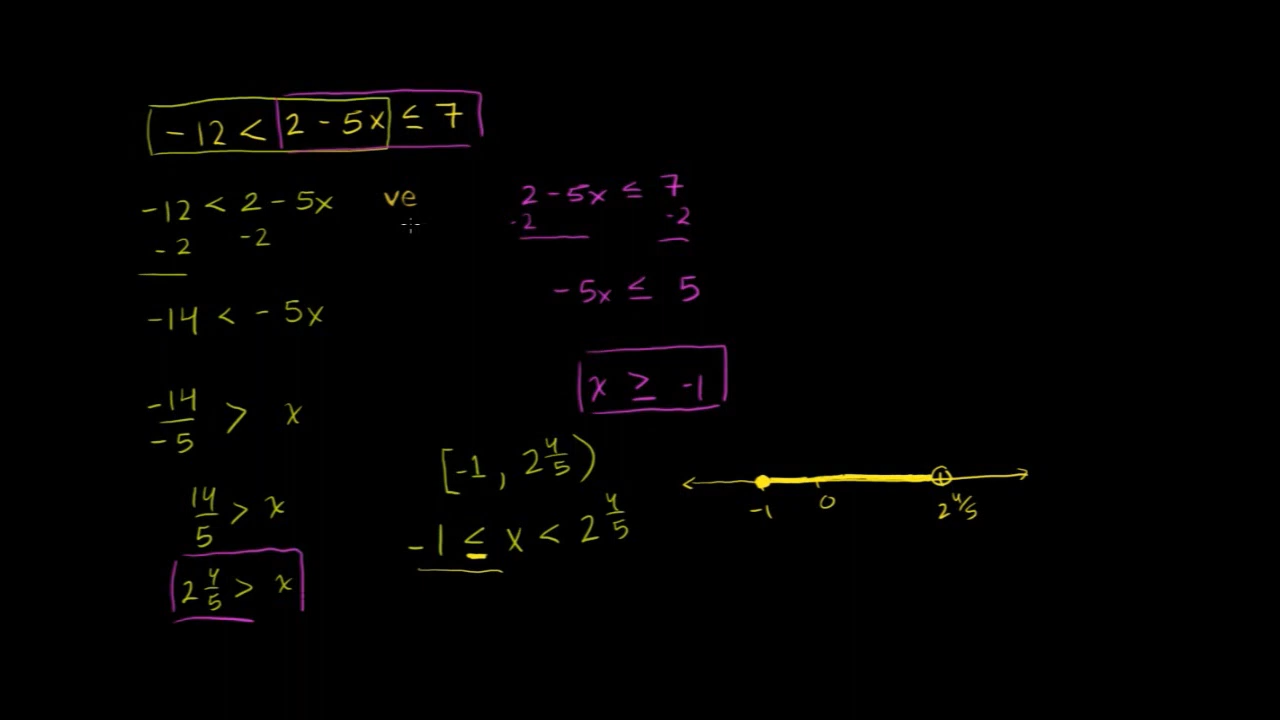 -12 < 2 - 5x ≤ 7
-12 < 2 - 5x ve
-2 -2
-14 < - 5x
-14/-5 > x
14/5 > x
2 4/5 > x
2 - 5x ≤ 7
-2 -2
-5x ≤ 5
x ≥ -1
[-1, 2 4/5)
-1 ≤ x < 2 4/5
-1 0 2 4/5